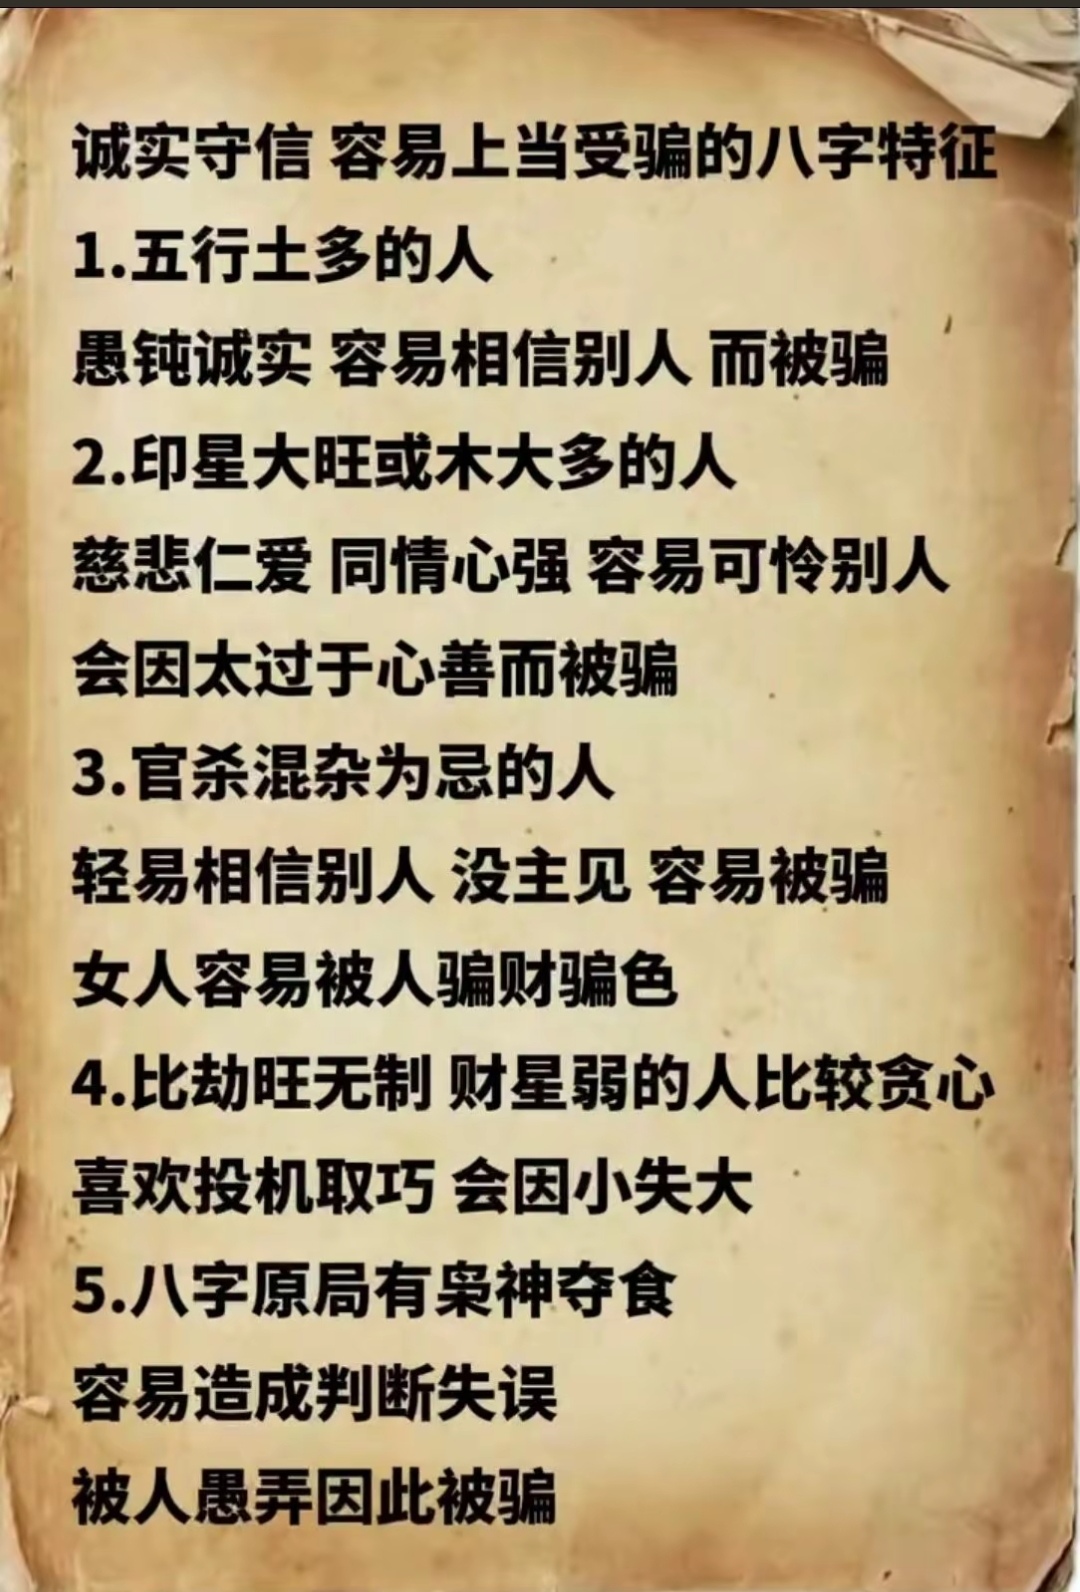 诚实守信 容易上当受骗的八字特征
1.五行土多的人
愚钝诚实 容易相信别人 而被骗
2.印星大旺或木大多的人
慈悲仁爱 同情心强 容易可怜别人
会因太过于心善而被骗
3.官杀混杂为忌的人
轻易相信别人 没主见 容易被骗
女人容易被人骗财骗色
4.比劫旺无制 财星弱的人比较贪心
喜欢投机取巧 会因小失大
5.八字原局有枭神夺食
容易造成判断失误
被人愚弄因此被骗